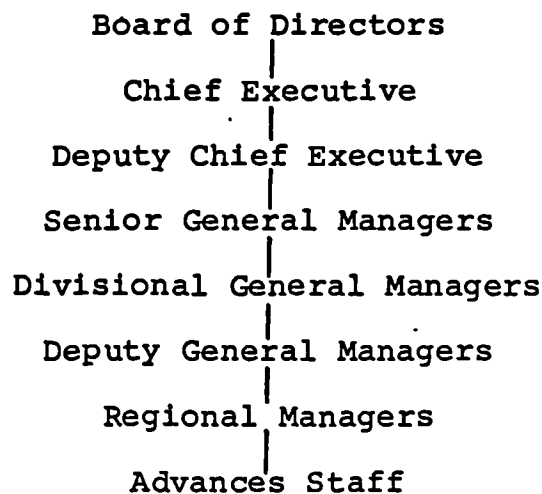 Board of Directors
Chief Executive
Deputy Chief Executive
Senior General Managers
Divisional General Managers
Deputy General Managers
Regional Managers
Advances Staff